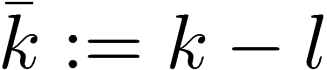 k̄ := k − l